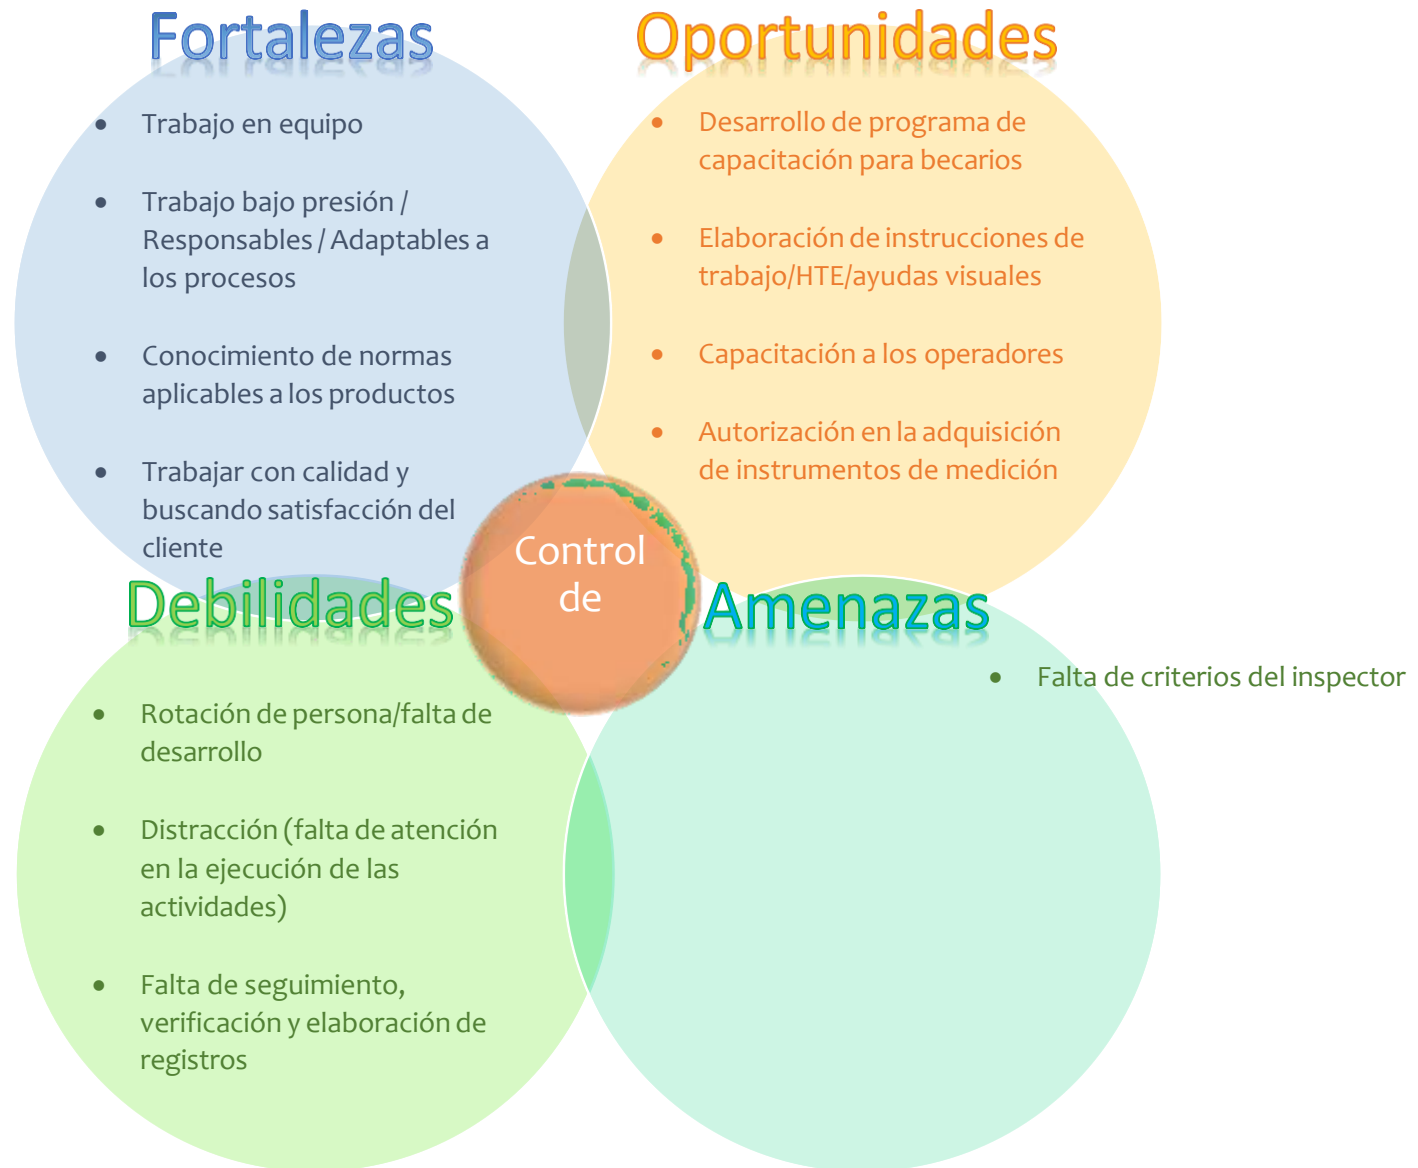 Fortalezas
• Trabajo en equipo
• Trabajo bajo presión /
Responsables / Adaptables a
los procesos
• Conocimiento de normas
aplicables a los productos
• Trabajar con calidad y
buscando satisfacción del
cliente
Oportunidades
• Desarrollo de programa de
capacitación para becarios
• Elaboración de instrucciones de
trabajo/HTE/ayudas visuales
• Capacitación a los operadores
• Autorización en la adquisición
de instrumentos de medición
Control
de
Debilidades
• Rotación de persona/falta de
desarrollo
• Distracción (falta de atención
en la ejecución de las
actividades)
• Falta de seguimiento,
verificación y elaboración de
registros
Amenazas
• Falta de criterios del inspector